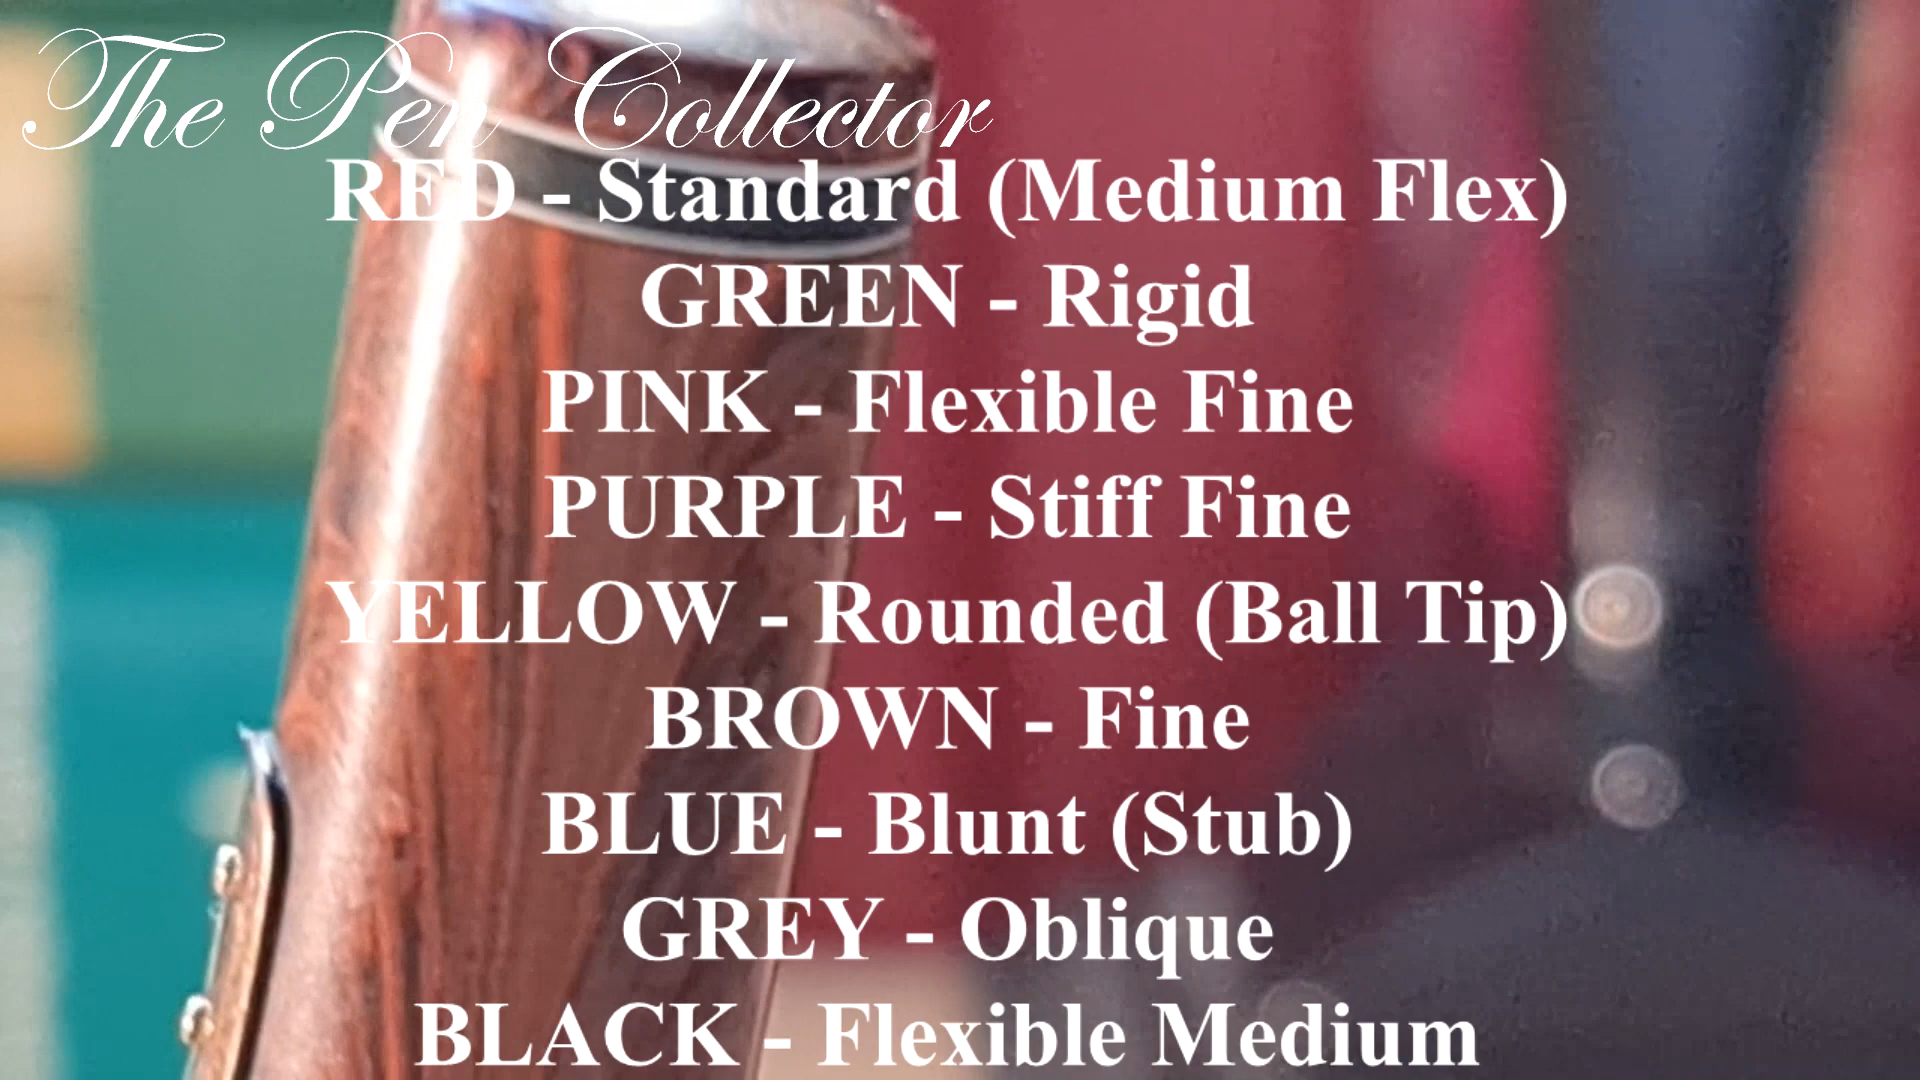 The Pen Collector
RED - Standard (Medium Flex)
GREEN - Rigid
PINK - Flexible Fine
PURPLE - Stiff Fine
YELLOW - Rounded (Ball Tip)
BROWN - Fine
BLUE - Blunt (Stub)
GREY - Oblique
BLACK - Flexible Medium